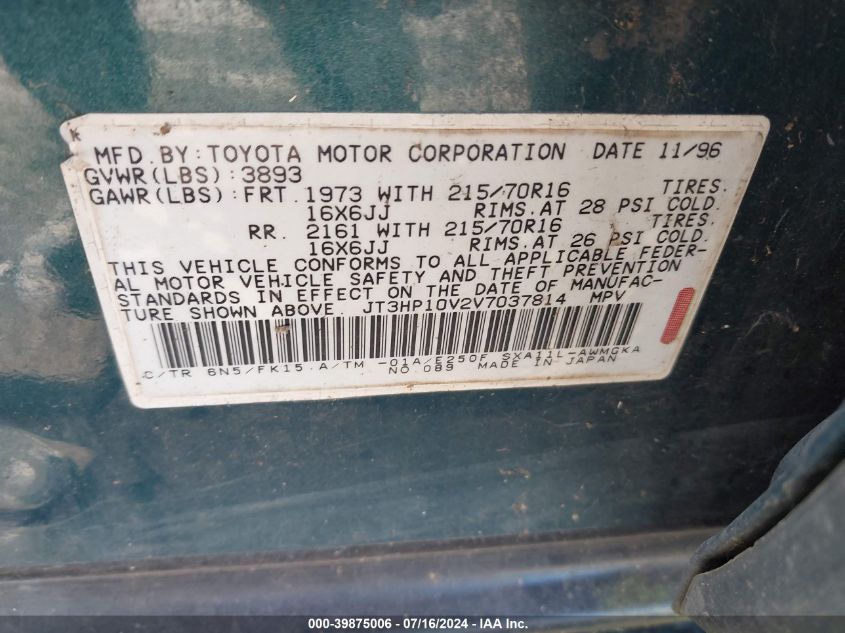 MFD. BY: TOYOTA MOTOR CORPORATION DATE 11/96
GVWR(LBS):3893
GAWR(LBS):FRT. 1973 WITH 215/70R16 TIRES.
16X6JJ RIMS.AT 28 PSI COLD.
RR. 2161 WITH 215/70R16 TIRES.
16X6JJ RIMS.AT 26 PSI COLD.
THIS VEHICLE CONFORMS TO ALL APPLICABLE FEDER-
AL MOTOR VEHICLE SAFETY AND THEFT PREVENTION
STANDARDS IN EFFECT ON THE DATE OF MANUFAC-
TURE SHOWN ABOVE. JT3HP10V2V7037814 MPV
C/TR 6N5/FK15 A/TM -01A/E250F SXA11L-AWMGKA
NO 089 MADE IN JAPAN
000-39875006 - 07/16/2024 - IAA Inc.